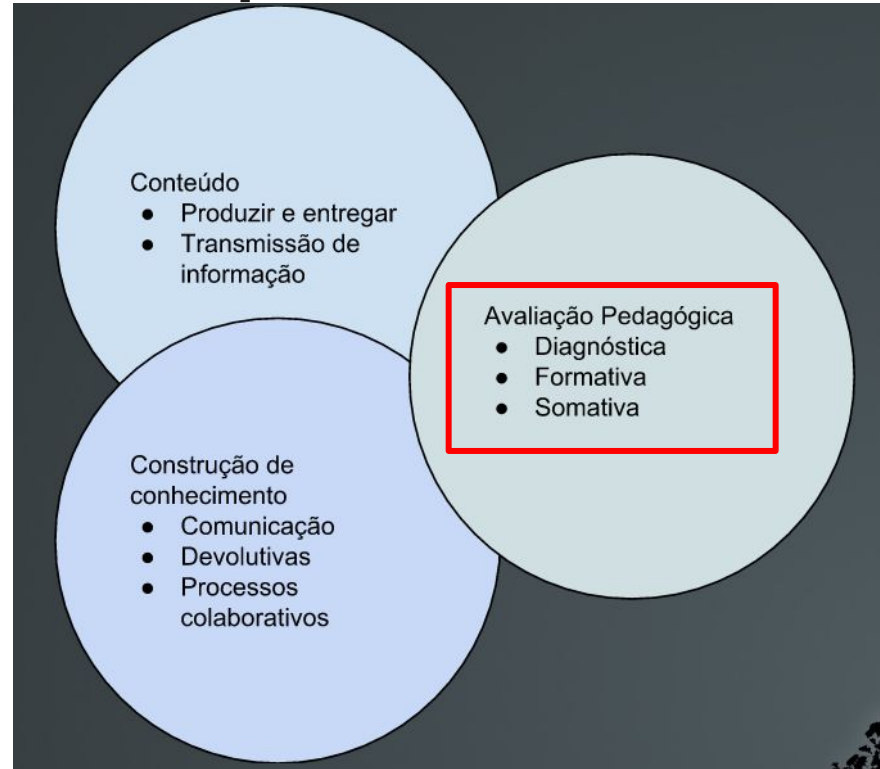 Conteúdo
● Produzir e entregar
● Transmissão de
informação
Avaliação Pedagógica
● Diagnóstica
● Formativa
● Somativa
Construção de
conhecimento
● Comunicação
● Devolutivas
● Processos
colaborativos